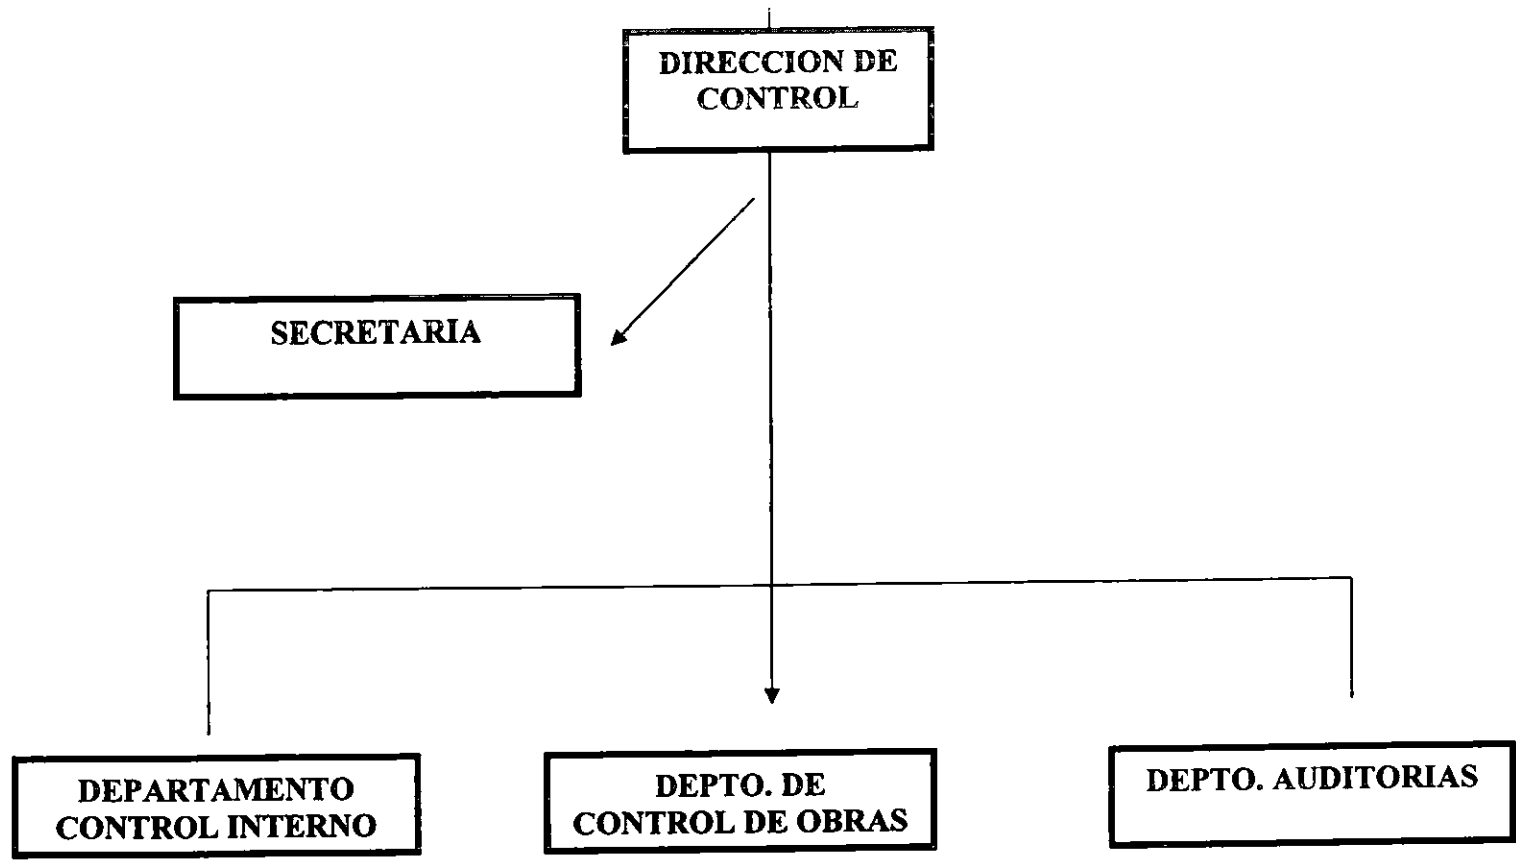 DIRECCION DE
CONTROL
SECRETARIA
DEPARTAMENTO
CONTROL INTERNO
DEPTO. DE
CONTROL DE OBRAS
DEPTO. AUDITORIAS